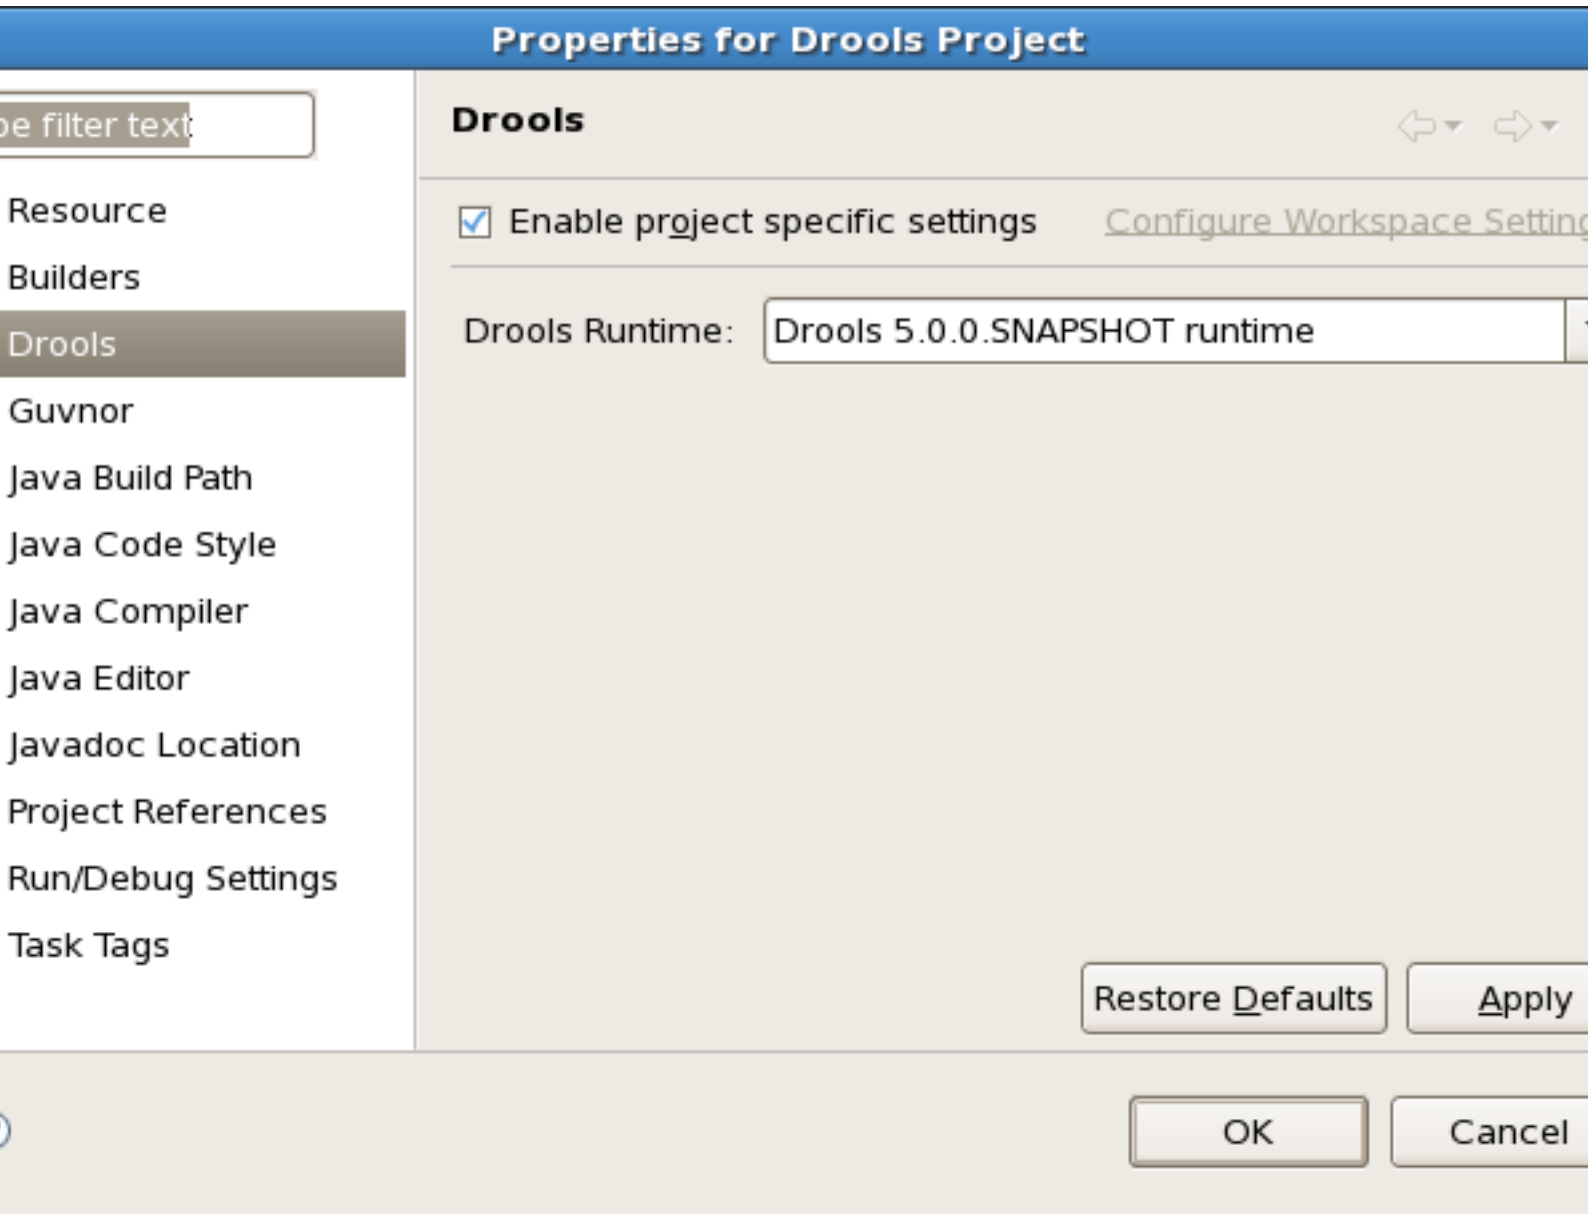 Properties for Drools Project
pe filter text
Resource
Builders
Drools
Guvnor
Java Build Path
Java Code Style
Java Compiler
Java Editor
Javadoc Location
Project References
Run/Debug Settings
Task Tags
Drools
Enable project specific settings
Configure Workspace Setting
Drools Runtime: Drools 5.0.0.SNAPSHOT runtime
Restore Defaults
Apply
OK
Cancel